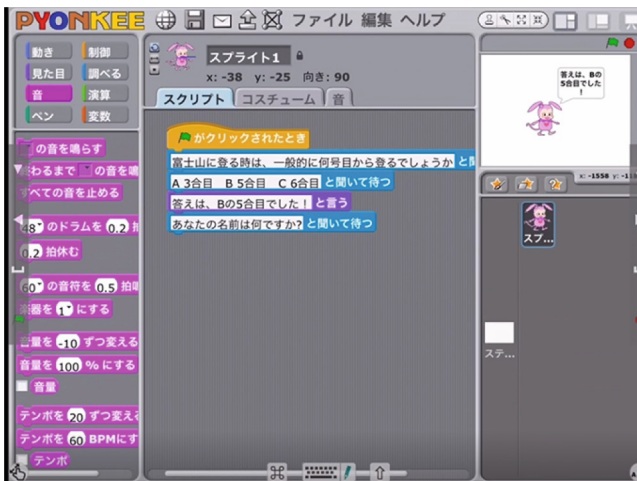 PYONKEE ファイル 編集 ヘルプ
動き 制御
見た目 調べる
音 演算
ペン 変数
スプライト1
x: -38 y: -25 向き: 90
スクリプト コスチューム 音
がクリックされたとき
富士山に登る時は、一般的に何号目から登るでしょうか
A 3合目 B 5合目 C 6合目 と聞いて待つ
答えは、Bの5合目でした！ と言う
あなたの名前は何ですか? と聞いて待つ
の音を鳴らす
わるまで の音を鳴
すべての音を止める
48 のドラムを 0.2
0.2 拍休む
60 の音符を 0.5 拍鳴
器を 1 にする
音量を -10 ずつ変える
音量を 100 % にする
音量
テンポを 20 ずつ変え
テンポを 60 BPMにす
テンポ
答えは、Bの
5合目でした
！
x: -1558
スプ...
ステ...